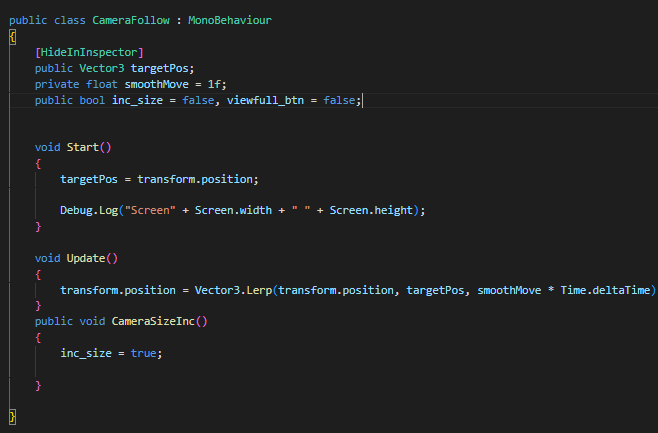 public class CameraFollow : MonoBehaviour
{
    [HideInInspector]
    public Vector3 targetPos;
    private float smoothMove = 1f;
    public bool inc_size = false, viewfull_btn = false;
    void Start()
    {
        targetPos = transform.position;
        Debug.Log("Screen" + Screen.width + " " + Screen.height);
    }
    void Update()
    {
        transform.position = Vector3.Lerp(transform.position, targetPos, smoothMove * Time.deltaTime)
    }
    public void CameraSizeInc()
    {
        inc_size = true;
    }
}